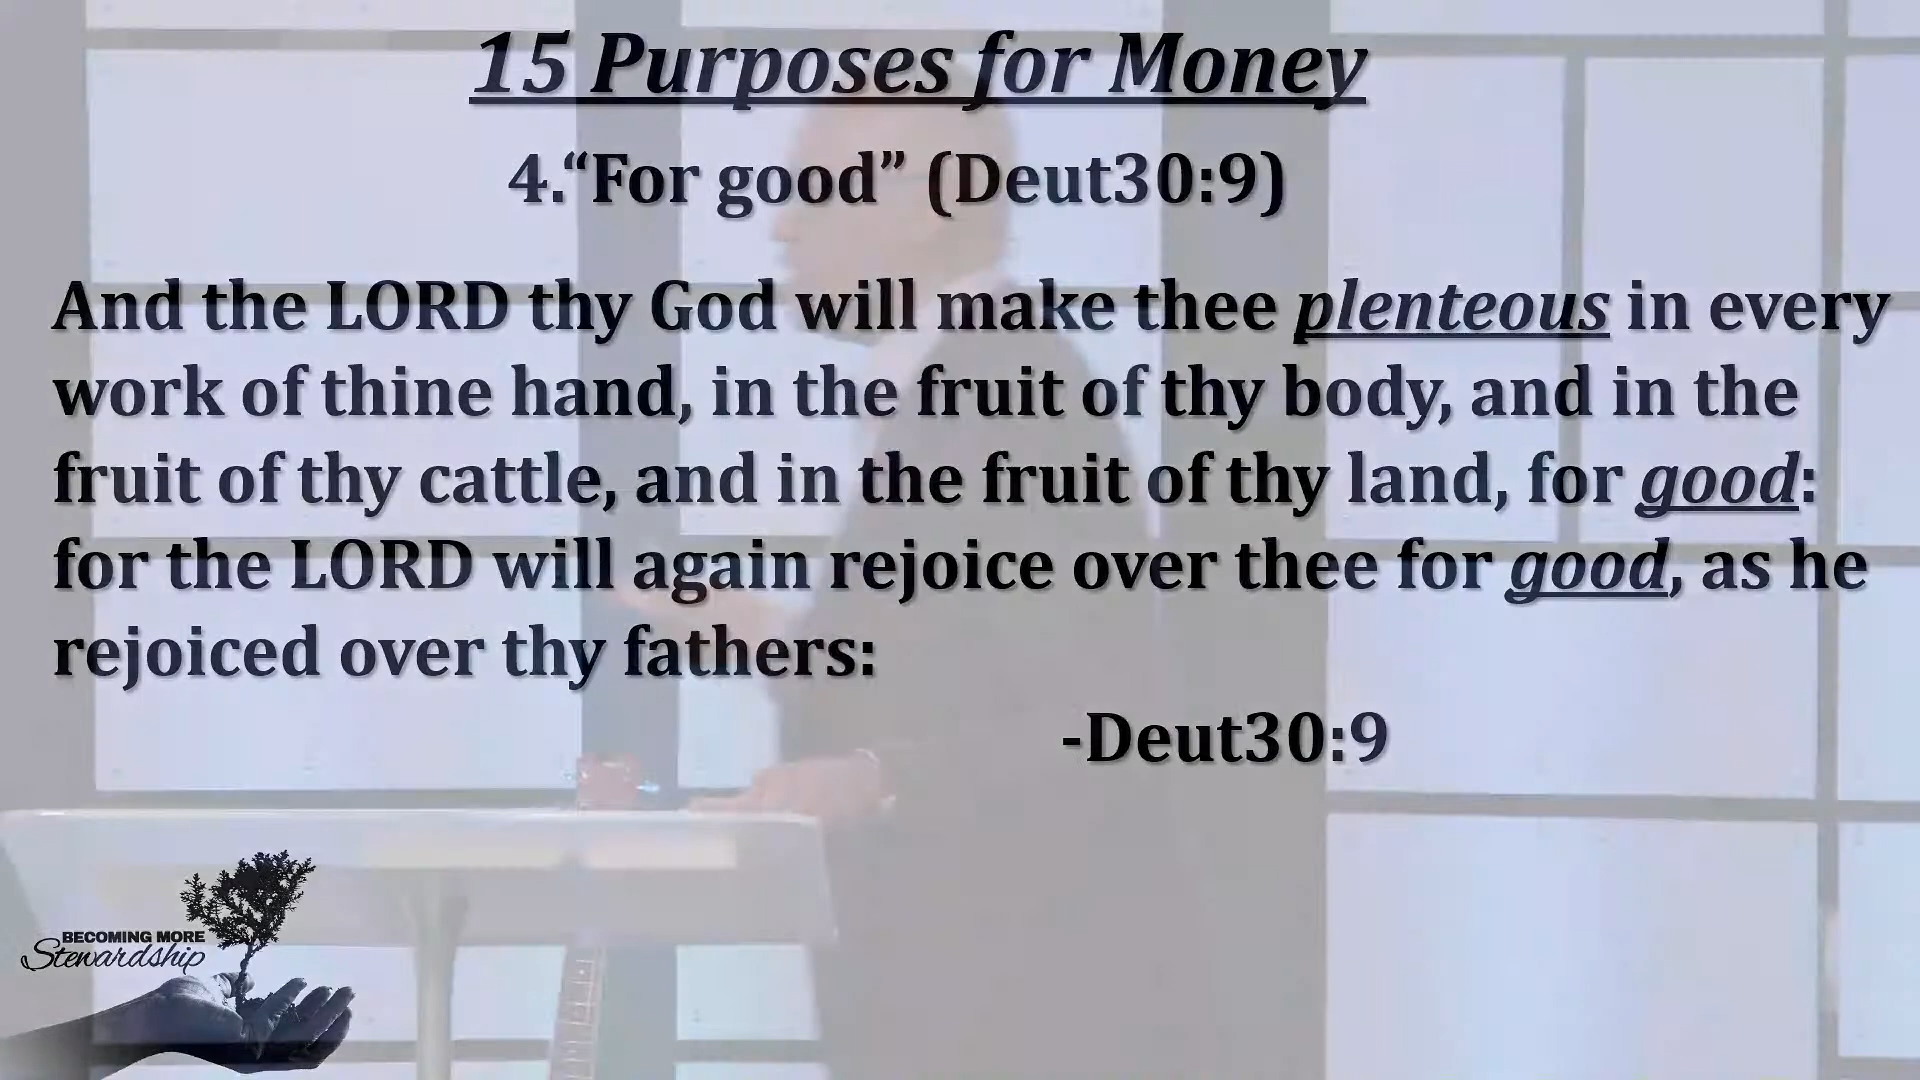 15 Purposes for Money
4.“For good” (Deut30:9)
And the LORD thy God will make thee plenteous in every
work of thine hand, in the fruit of thy body, and in the
fruit of thy cattle, and in the fruit of thy land, for good:
for the LORD will again rejoice over thee for good, as he
rejoiced over thy fathers:
-Deut30:9
BECOMING MORE
Stewardship